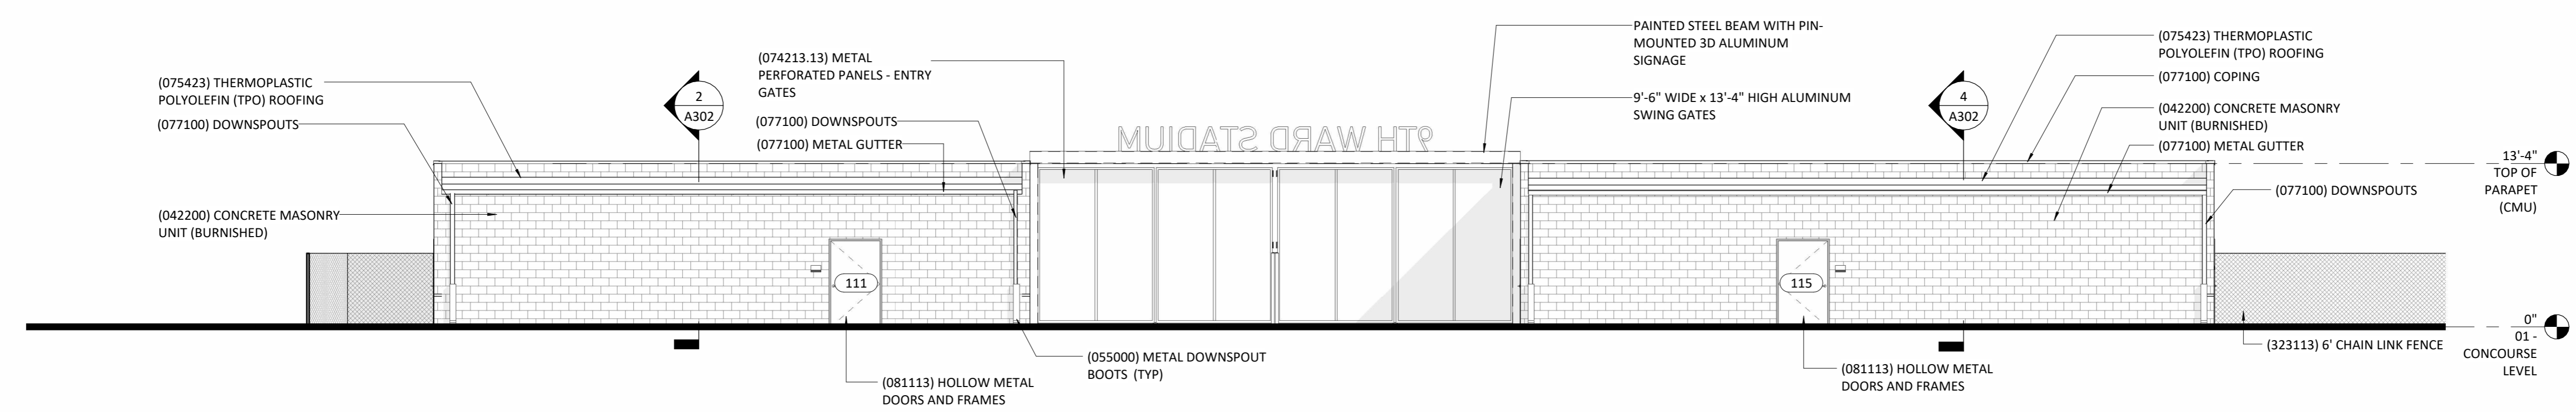 (075423) THERMOPLASTIC
POLYOLEFIN (TPO) ROOFING
(077100) DOWNSPOUTS
(042200) CONCRETE MASONRY
UNIT (BURNISHED)
2
A302
(074213.13) METAL
PERFORATED PANELS - ENTRY
GATES
(077100) DOWNSPOUTS
(077100) METAL GUTTER
9TH WARD STADIUM
PAINTED STEEL BEAM WITH PIN-
MOUNTED 3D ALUMINUM
SIGNAGE
9'-6" WIDE x 13'-4" HIGH ALUMINUM
SWING GATES
4
A302
(075423) THERMOPLASTIC
POLYOLEFIN (TPO) ROOFING
(077100) COPING
(042200) CONCRETE MASONRY
UNIT (BURNISHED)
(077100) METAL GUTTER
(077100) DOWNSPOUTS
13'-4"
TOP OF
PARAPET
(CMU)
111
115
(055000) METAL DOWNSPOUT
BOOTS (TYP)
(081113) HOLLOW METAL
DOORS AND FRAMES
(081113) HOLLOW METAL
DOORS AND FRAMES
(323113) 6' CHAIN LINK FENCE
0"
01 -
CONCOURSE
LEVEL